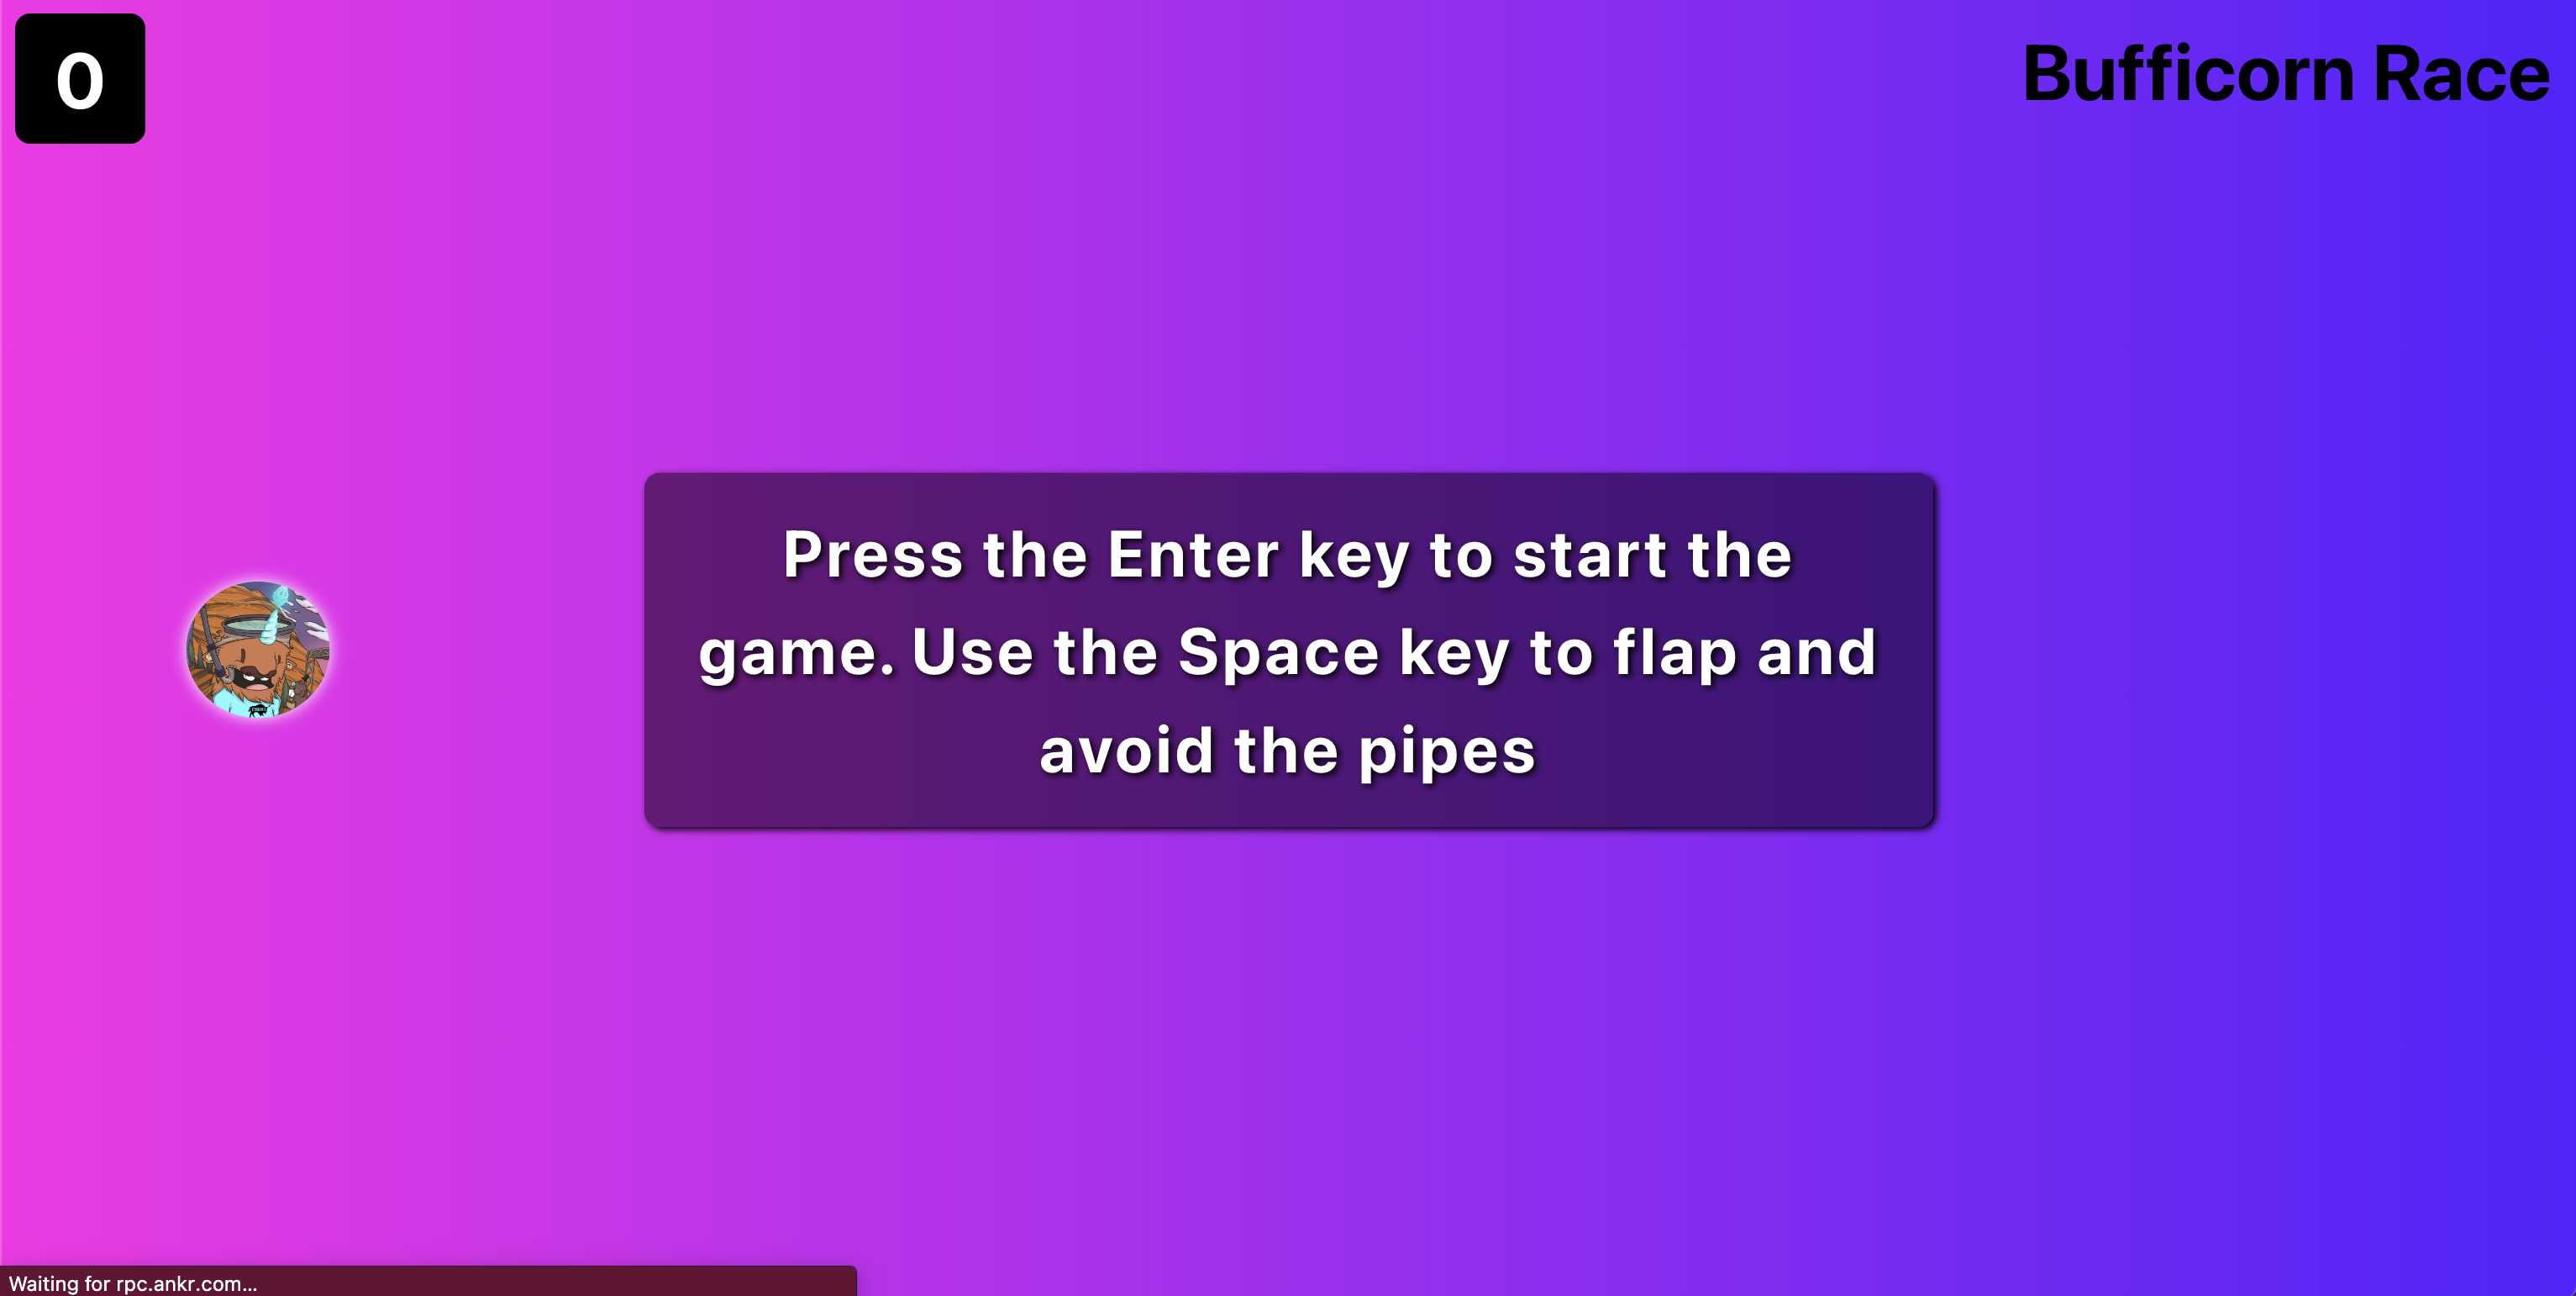 0
Bufficorn Race
Press the Enter key to start the
game. Use the Space key to flap and
avoid the pipes
Waiting for rpc.ankr.com...